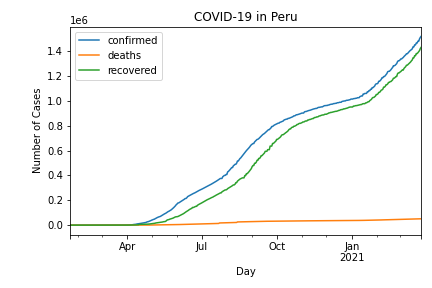 COVID-19 in Peru
1e6
confirmed
deaths
recovered
Number of Cases
1.4
1.2
1.0
0.8
0.6
0.4
0.2
0.0
Apr Jul Oct Jan
2021
Day